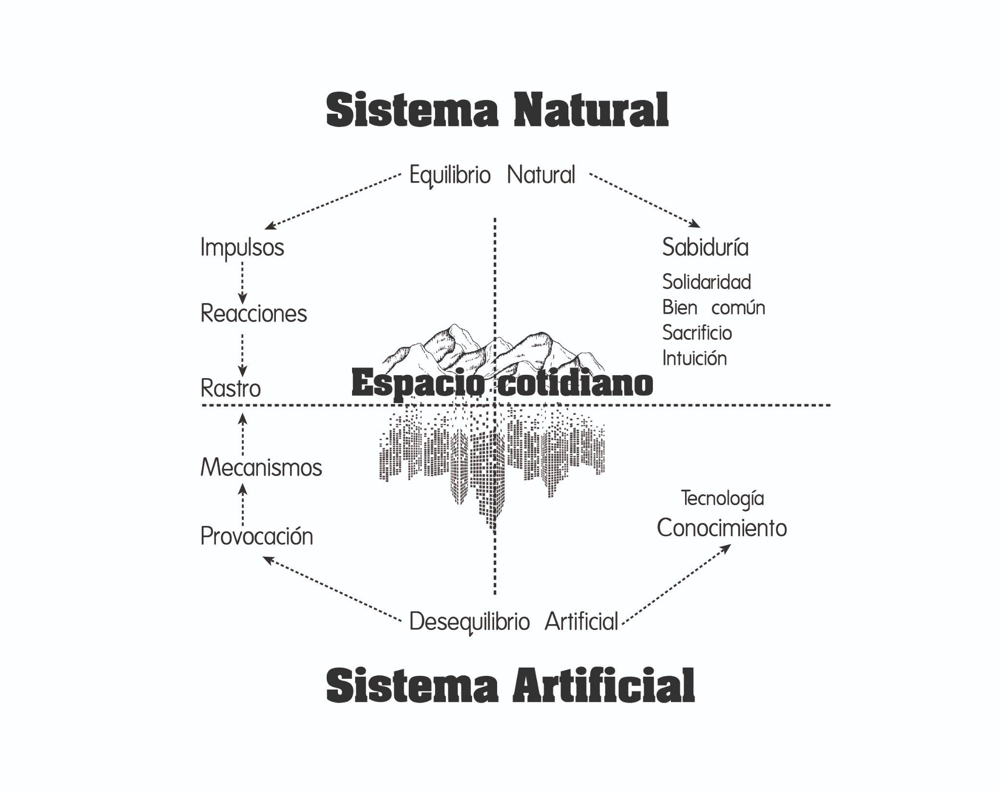 Sistema Natural
Equilibrio Natural
Impulsos
Reacciones
Rastro
Sabiduría
Solidaridad
Bien común
Sacrificio
Intuición
Espacio cotidiano
Mecanismos
Provocación
Tecnología
Conocimiento
Desequilibrio Artificial
Sistema Artificial